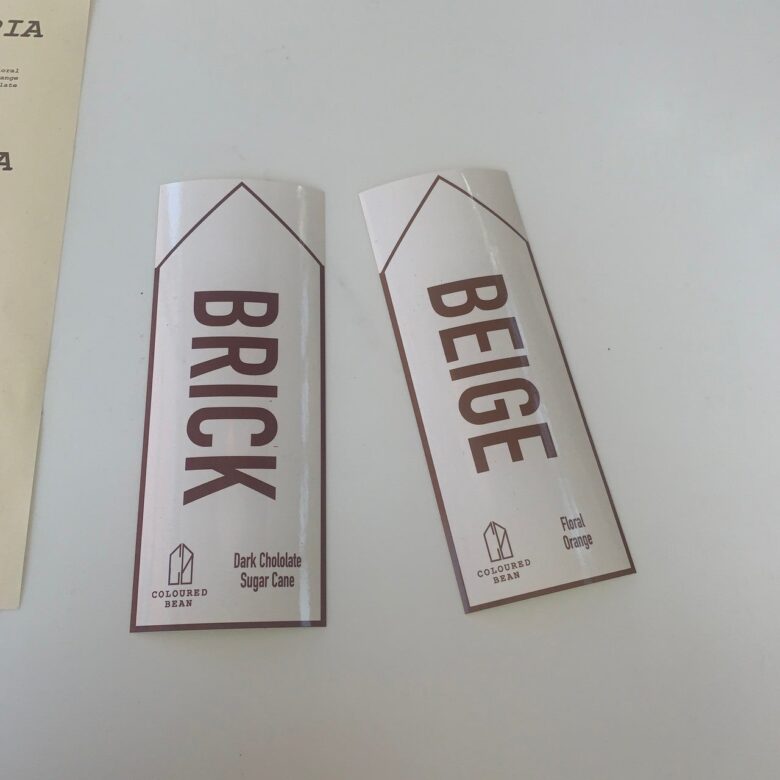 BRICK
COLOURED
BEAN
Dark Chololate
Sugar Cane
BEIGE
COLOURED
BEAN
Floral
Orange